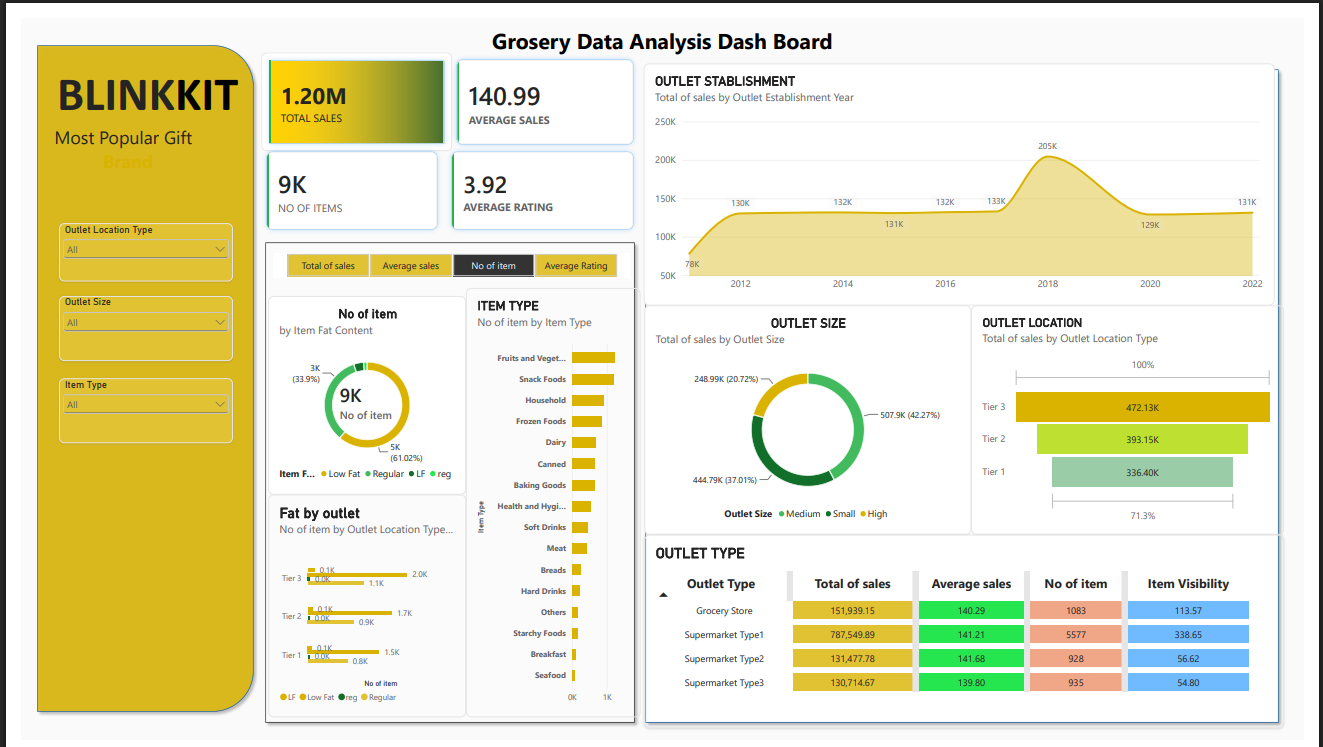 Grosery Data Analysis Dash Board
BLINKKIT
Most Popular Gift
Brand
Outlet Location Type
All
Outlet Size
All
Item Type
All
1.20M
TOTAL SALES
140.99
AVERAGE SALES
9K
NO OF ITEMS
3.92
AVERAGE RATING
Total of sales
Average sales
No of item
Average Rating
No of item
by Item Fat Content
3K
(33.9%)
9K
No of item
5K
(61.02%)
Item F... Low Fat Regular LF reg
Fat by outlet
No of item by Outlet Location Type...
Tier 3
0.1K
2.0K
0.0K
1.1K
Tier 2
0.1K
1.7K
0.0K
0.9K
Tier 1
0.1K
1.5K
0.0K
0.8K
No of item
LF Low Fat reg Regular
ITEM TYPE
No of item by Item Type
Item Type
Fruits and Veget...
Snack Foods
Household
Frozen Foods
Dairy
Canned
Baking Goods
Health and Hygi...
Soft Drinks
Meat
Breads
Hard Drinks
Others
Starchy Foods
Breakfast
Seafood
0K 1K
OUTLET STABLISHMENT
Total of sales by Outlet Establishment Year
250K
200K
150K
100K
50K
78K
130K
132K
131K
132K
133K
205K
129K
131K
2012 2014 2016 2018 2020 2022
OUTLET SIZE
Total of sales by Outlet Size
248.99K (20.72%)
507.9K (42.27%)
444.79K (37.01%)
Outlet Size Medium Small High
OUTLET LOCATION
Total of sales by Outlet Location Type
100%
Tier 3 472.13K
Tier 2 393.15K
Tier 1 336.40K
71.3%
OUTLET TYPE
Outlet Type Total of sales Average sales No of item Item Visibility
Grocery Store 151,939.15 140.29 1083 113.57
Supermarket Type1 787,549.89 141.21 5577 338.65
Supermarket Type2 131,477.78 141.68 928 56.62
Supermarket Type3 130,714.67 139.80 935 54.80